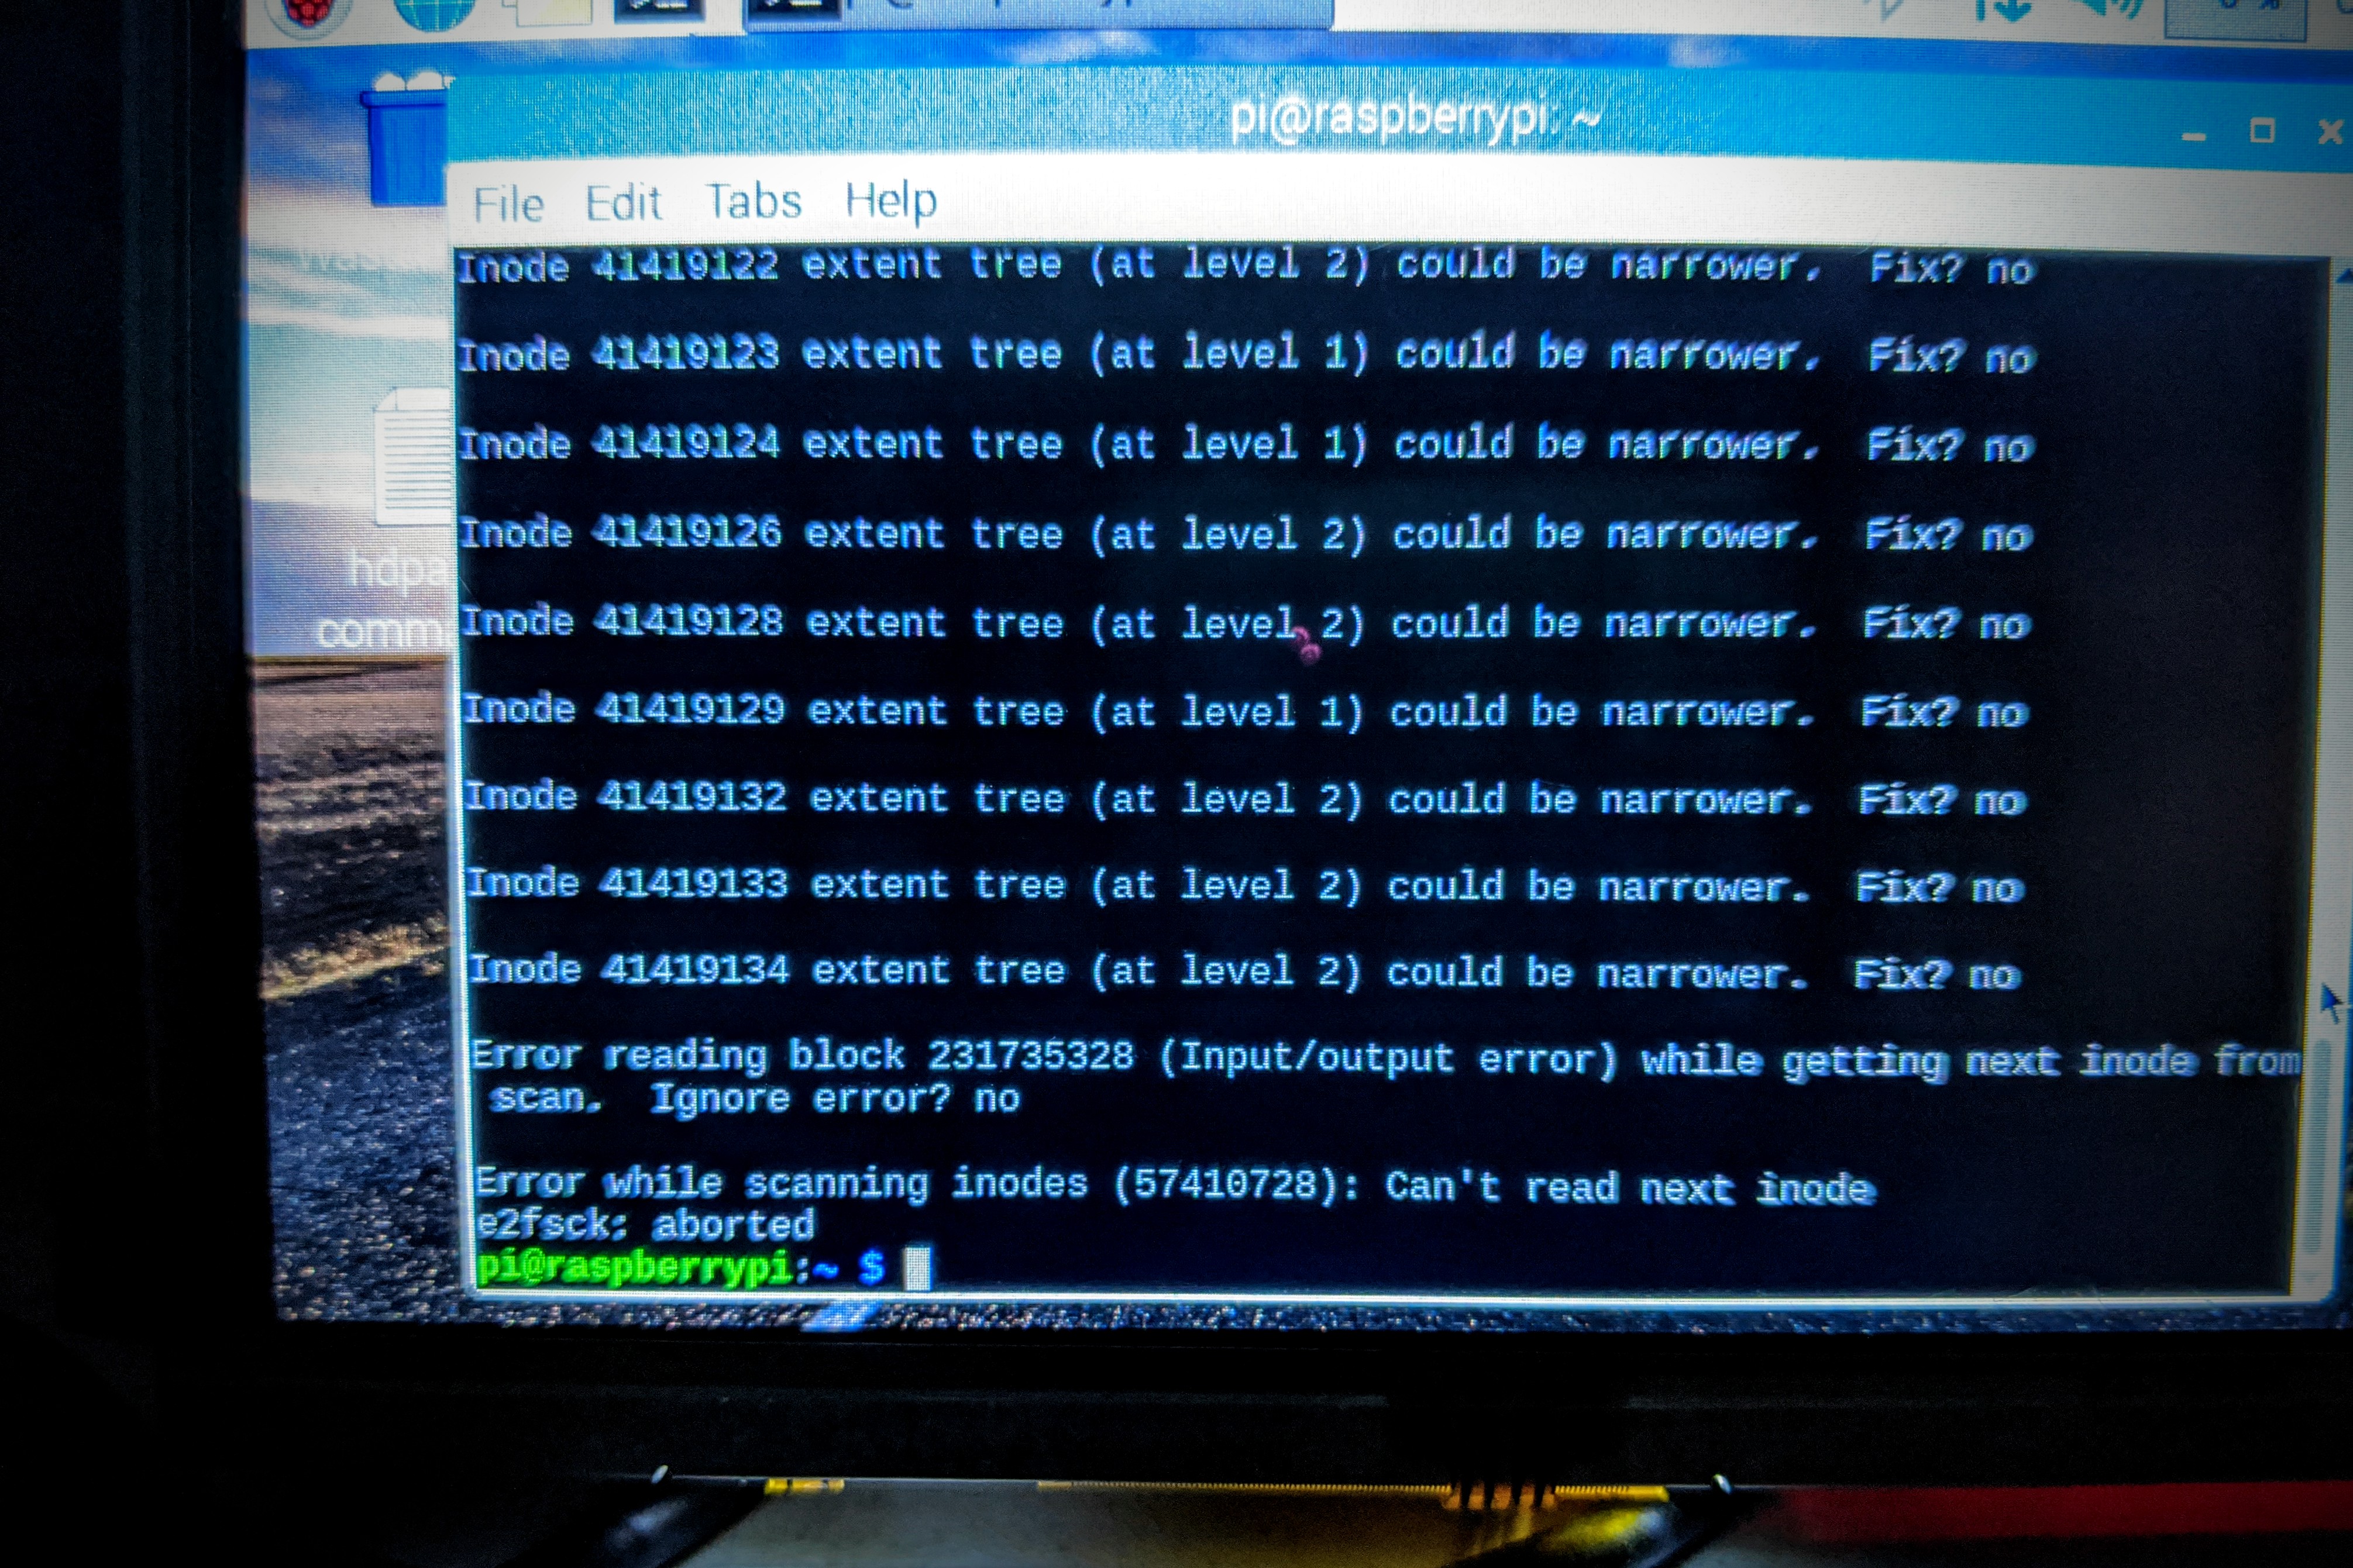 pi@raspberrypi: ~
File Edit Tabs Help
Inode 41419122 extent tree (at level 2) could be narrower.  Fix? no
Inode 41419123 extent tree (at level 1) could be narrower.  Fix? no
Inode 41419124 extent tree (at level 1) could be narrower.  Fix? no
Inode 41419126 extent tree (at level 2) could be narrower.  Fix? no
Inode 41419128 extent tree (at level 2) could be narrower.  Fix? no
Inode 41419129 extent tree (at level 1) could be narrower.  Fix? no
Inode 41419132 extent tree (at level 2) could be narrower.  Fix? no
Inode 41419133 extent tree (at level 2) could be narrower.  Fix? no
Inode 41419134 extent tree (at level 2) could be narrower.  Fix? no
Error reading block 231735328 (Input/output error) while getting next inode from
scan.  Ignore error? no
Error while scanning inodes (57410728): Can't read next inode
e2fsck: aborted
pi@raspberrypi:~ $
hdpa
comma